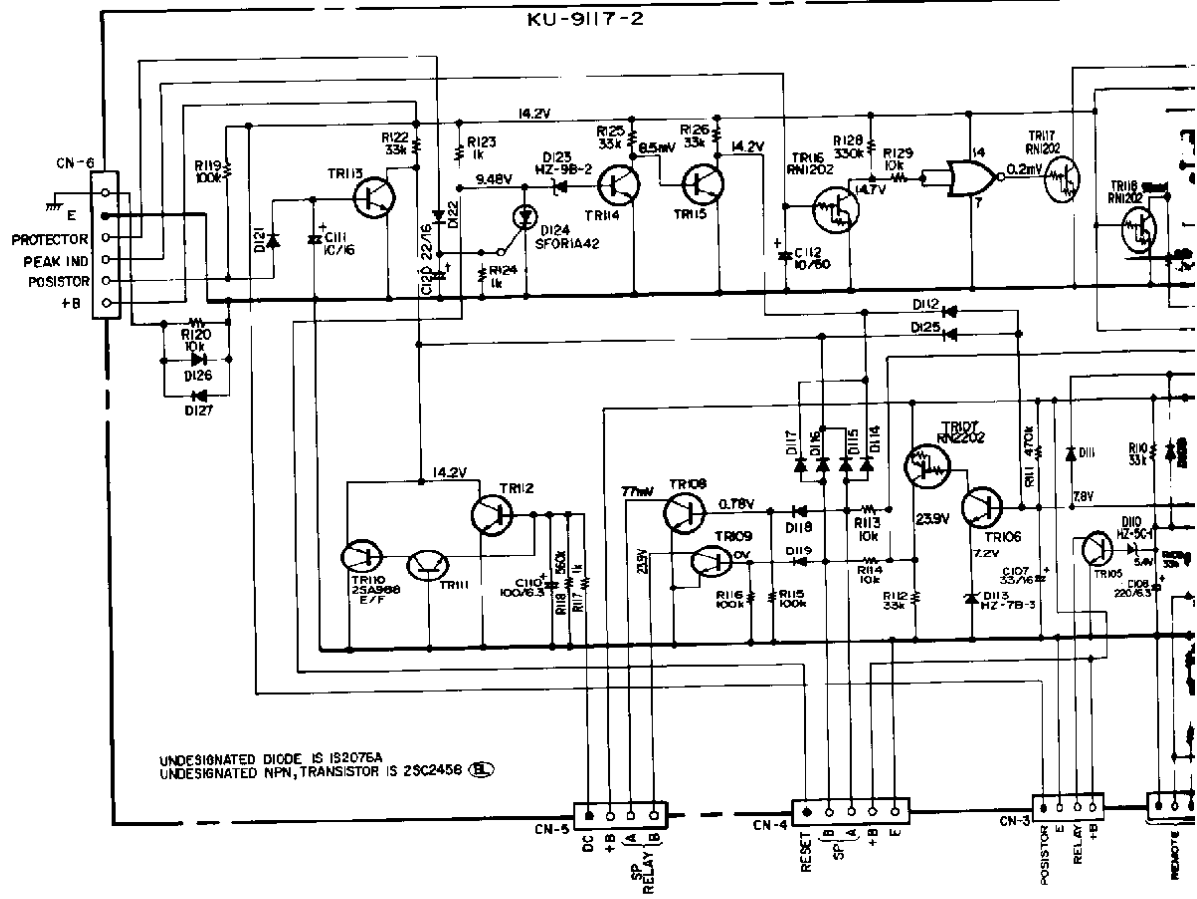 KU-9117-2
14.2V
CN-6
E
PROTECTOR
PEAK IND
POSISTOR
+B
R119
100k
D121
TR113
C111
10/16
R122
33k
R123
1k
9.48V
D122
C120 22/16
R124
1k
D123
HZ-9B-2
D124
SFOR1A42
R125
33k
TR114
8.5mV
R126
33k
TR115
14.2V
TR116
RN1202
14.7V
C112
10/50
R128
330k
R129
10k
14
7
0.2mV
TR117
RN1202
TR118
RN1202
R120
10k
D126
D127
D112
D125
D117
D116
D115
D114
TR107
RN2202
R111 470k
D111
R110
33k
7.8V
14.2V
TR112
TR110
2SA988
E/F
TR111
C110
100/6.3
R118 560k
R117 1k
77mV
TR108
0.78V
TR109
0V
23.9V
D118
D119
R113
10k
R114
10k
R116
100k
R115
100k
R112
33k
23.9V
TR106
7.2V
D113
HZ-7B-3
C107
33/16
TR105
D110
HZ-5C-1
5.4V
C108
220/6.3
UNDESIGNATED DIODE IS 1S2076A
UNDESIGNATED NPN, TRANSISTOR IS 2SC2458 BL
CN-5
DC
+B
A
B
SP
RELAY
CN-4
RESET
B
A
SP
+B
E
CN-3
POSISTOR
E
RELAY
+B
REMOTE